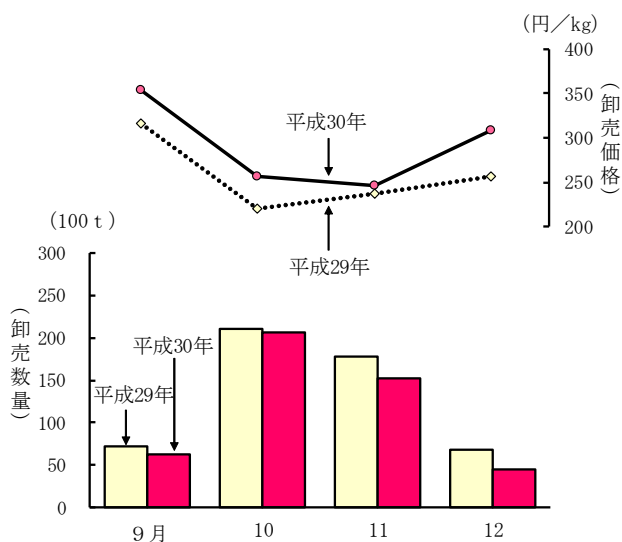 (円／kg)
400
350
300
250
200
(卸売価格)
平成30年
平成29年
(100ｔ)
300
250
200
150
100
50
0
(卸売数量)
平成30年
平成29年
９月 10 11 12